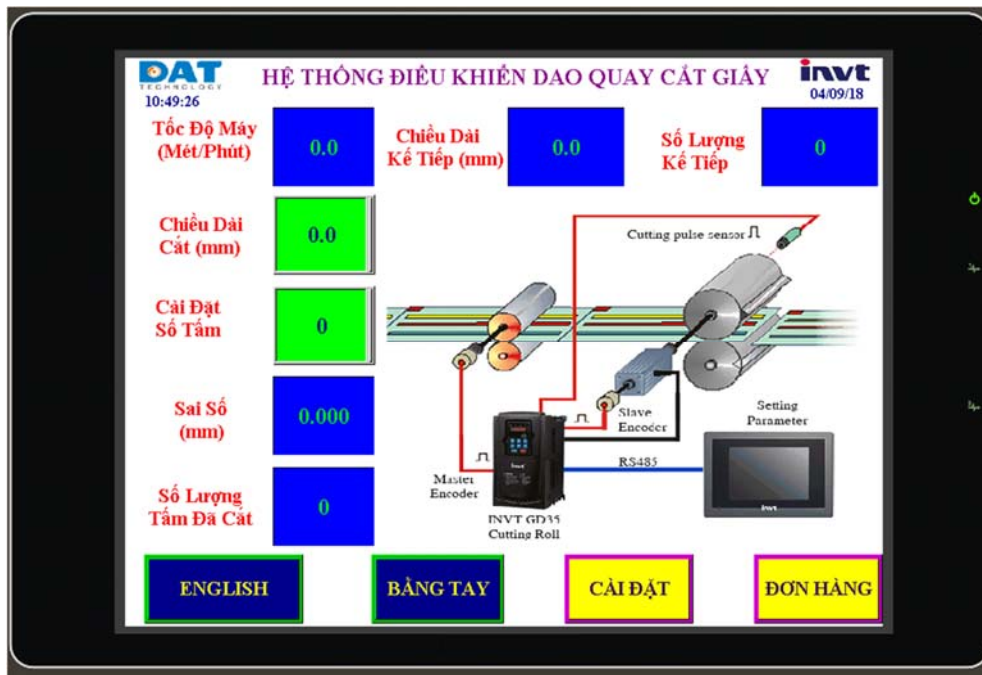 DAT
TECHNOLOGY
HỆ THỐNG ĐIỀU KHIỂN DAO QUAY CẮT GIẤY
invt
10:49:26
04/09/18
Tốc Độ Máy
(Mét/Phút)
0.0
Chiều Dài
Kế Tiếp (mm)
0.0
Số Lượng
Kế Tiếp
0
Chiều Dài
Cắt (mm)
0.0
Cutting pulse sensor
Cài Đặt
Số Tấm
0
Sai Số
(mm)
0.000
Slave
Encoder
Setting
Parameter
RS485
Master
Encoder
invt
invt
INVT GD35
Cutting Roll
Số Lượng
Tấm Đã Cắt
0
ENGLISH
BẰNG TAY
CÀI ĐẶT
ĐƠN HÀNG